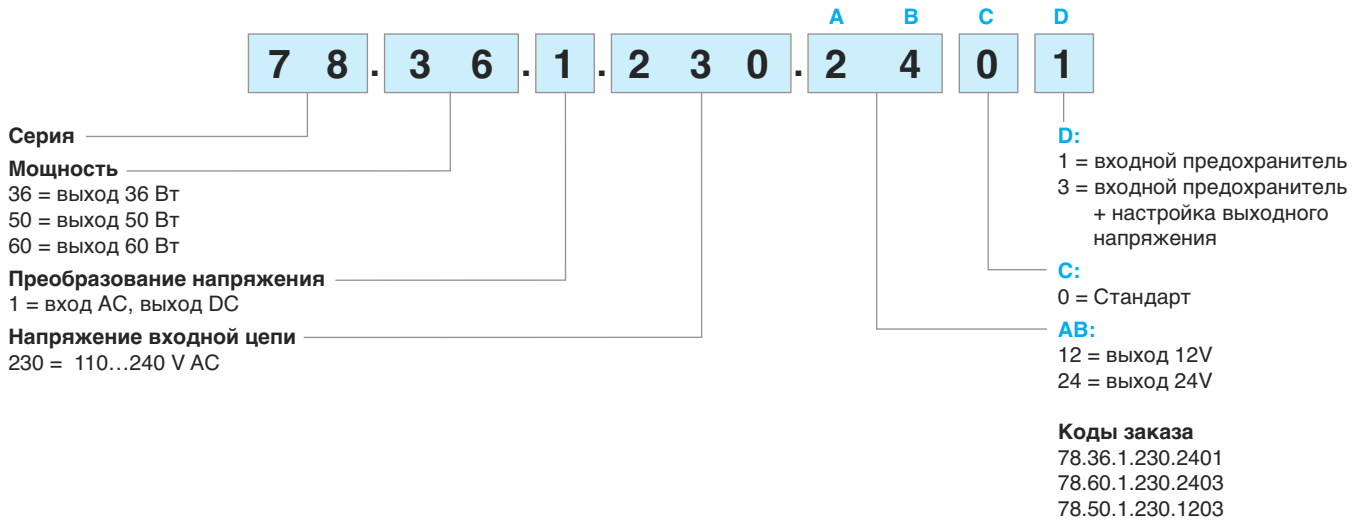 A B C D
7 8 . 3 6 . 1 . 2 3 0 . 2 4 0 1
Серия
Мощность
36 = выход 36 Вт
50 = выход 50 Вт
60 = выход 60 Вт
Преобразование напряжения
1 = вход AC, выход DC
Напряжение входной цепи
230 = 110…240 V AC
D:
1 = входной предохранитель
3 = входной предохранитель
+ настройка выходного
напряжения
C:
0 = Стандарт
AB:
12 = выход 12V
24 = выход 24V
Коды заказа
78.36.1.230.2401
78.60.1.230.2403
78.50.1.230.1203